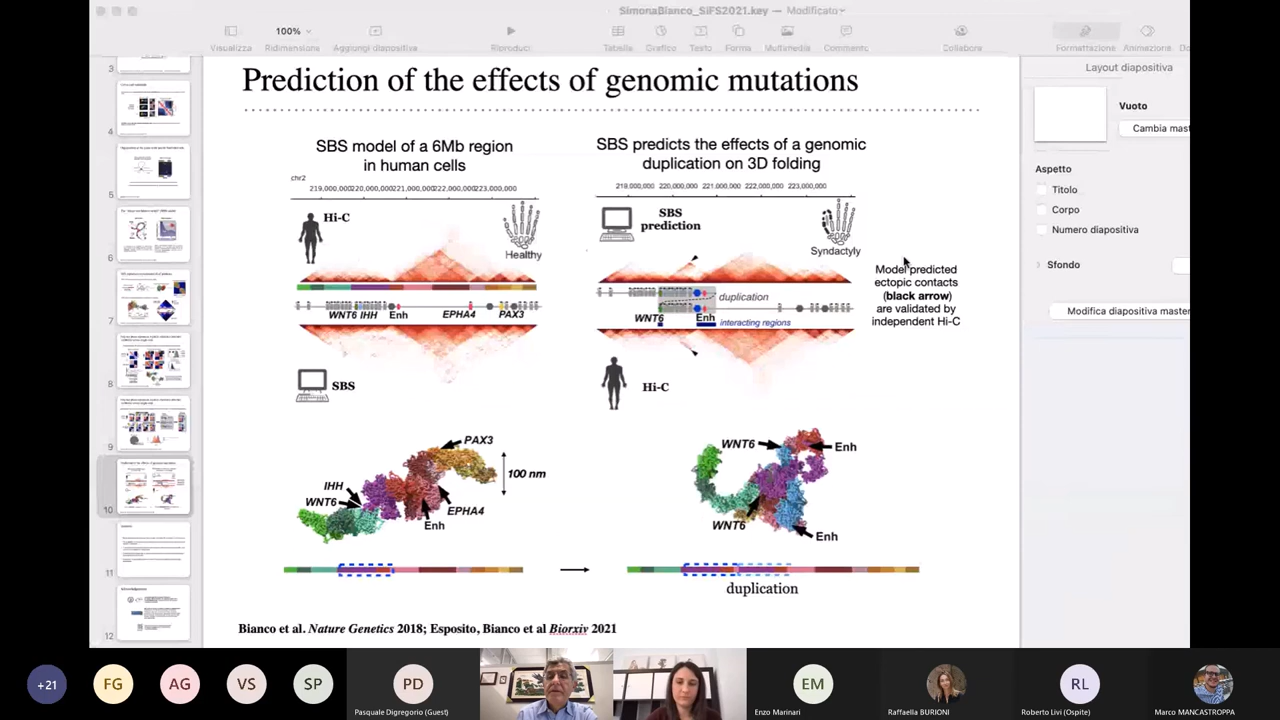 SimonaBianco_SIFS2021.key — Modificato
100%
Visualizza
Ridimensiona
Aggiungi diapositiva
Riproduci
Tabella
Grafico
Testo
Forma
Multimedia
Commento
Collabora
Formattazione
Animazione
Layout diapositiva
Vuoto
Cambia mast
Aspetto
Titolo
Corpo
Numero diapositiva
Sfondo
Modifica diapositiva master
3
4
5
6
7
8
9
10
11
12
Prediction of the effects of genomic mutations
SBS model of a 6Mb region
in human cells
chr2
219,000,000220,000,000221,000,000222,000,000223,000,000
Hi-C
Healthy
WNT6 IHH Enh EPHA4 PAX3
SBS
SBS predicts the effects of a genomic
duplication on 3D folding
219,000,000 220,000,000 221,000,000 222,000,000 223,000,000
SBS
prediction
Syndactyly
duplication
WNT6 Enh
interacting regions
Hi-C
Model predicted
ectopic contacts
(black arrow)
are validated by
independent Hi-C
PAX3
100 nm
IHH
WNT6
EPHA4
Enh
WNT6
Enh
WNT6
Enh
duplication
Bianco et al. Nature Genetics 2018; Esposito, Bianco et al Biorxiv 2021
+21
FG
AG
VS
SP
PD
Pasquale Digregorio (Guest)
EM
Enzo Marinari
Raffaella BURIONI
RL
Roberto Livi (Ospite)
Marco MANCASTROPPA